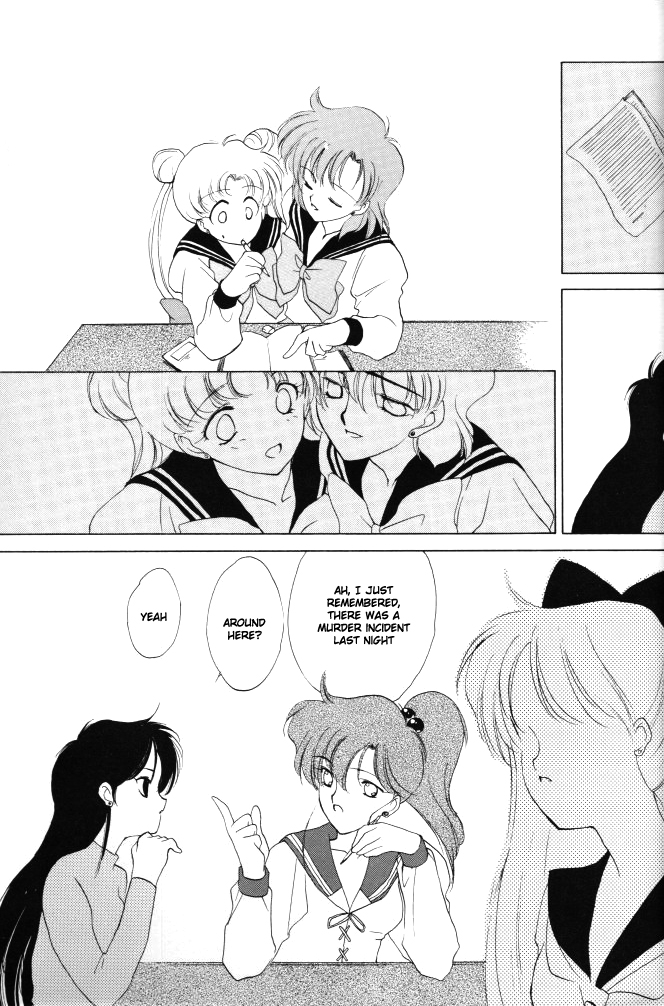 AH, I JUST
REMEMBERED,
THERE WAS A
MURDER INCIDENT
LAST NIGHT
AROUND
HERE?
YEAH